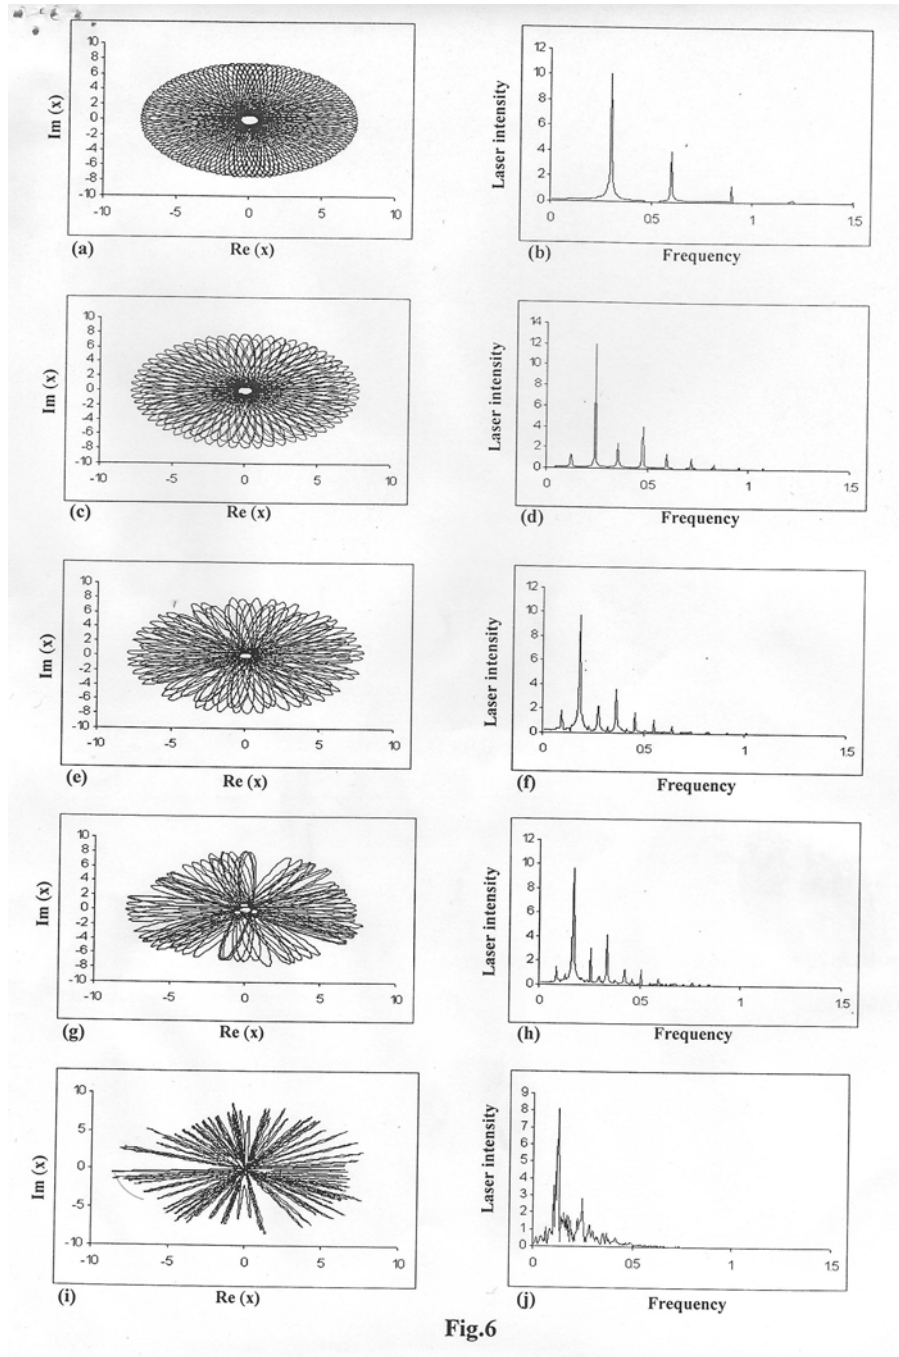 10
8
6
4
2
0
-2
-4
-6
-8
-10
-10 -5 0 5 10
Im (x)
(a) Re (x)
12
10
8
6
4
2
0
0 0.5 1 1.5
Laser intensity
(b) Frequency
10
8
6
4
2
0
-2
-4
-6
-8
-10
-10 -5 0 5 10
Im (x)
(c) Re (x)
14
12
10
8
6
4
2
0
0 0.5 1 1.5
Laser intensity
(d) Frequency
10
8
6
4
2
0
-2
-4
-6
-8
-10
-10 -5 0 5 10
Im (x)
(e) Re (x)
12
10
8
6
4
2
0
0 0.5 1 1.5
Laser intensity
(f) Frequency
10
8
6
4
2
0
-2
-4
-6
-8
-10
-10 -5 0 5 10
Im (x)
(g) Re (x)
12
10
8
6
4
2
0
0 0.5 1 1.5
Laser intensity
(h) Frequency
10
5
0
-5
-10
-10 -5 0 5 10
Im (x)
(i) Re (x)
9
8
7
6
5
4
3
2
1
0
0 0.5 1 1.5
Laser intensity
(j) Frequency
Fig.6